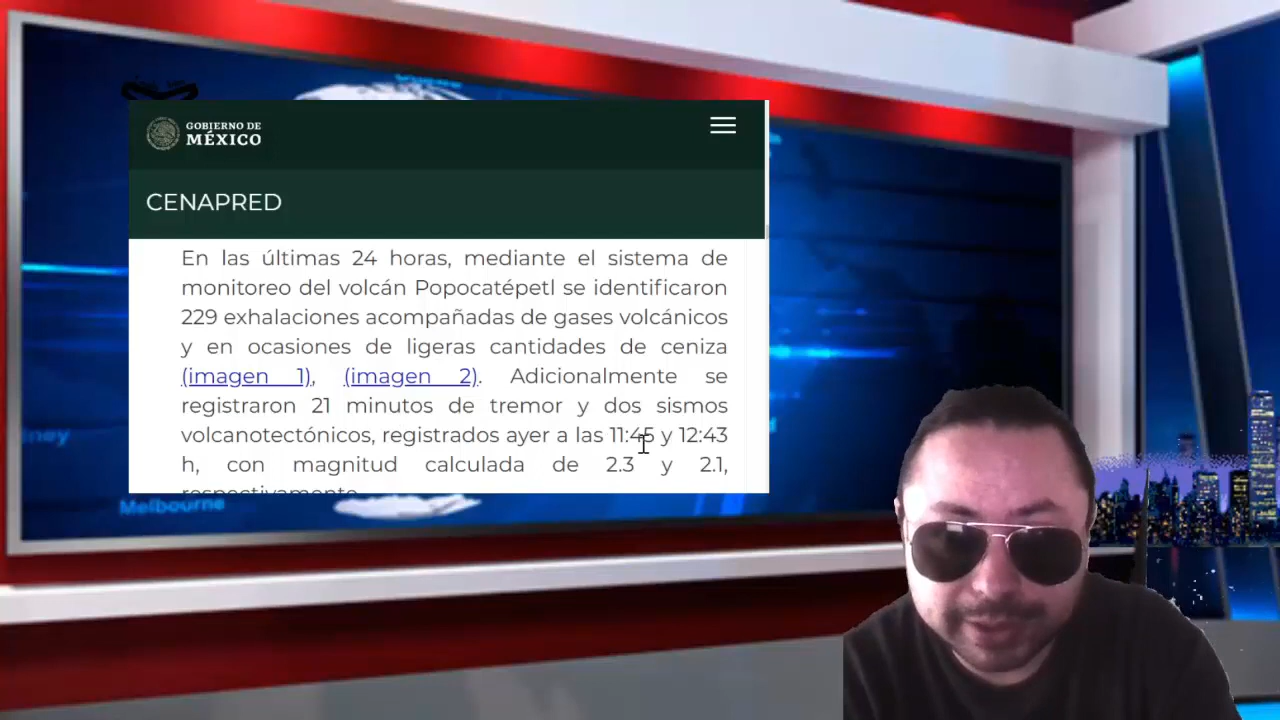 GOBIERNO DE
MÉXICO
CENAPRED
En las últimas 24 horas, mediante el sistema de
monitoreo del volcán Popocatépetl se identificaron
229 exhalaciones acompañadas de gases volcánicos
y en ocasiones de ligeras cantidades de ceniza
(imagen 1), (imagen 2). Adicionalmente se
registraron 21 minutos de tremor y dos sismos
volcanotectónicos, registrados ayer a las 11:45 y 12:43
h, con magnitud calculada de 2.3 y 2.1,
respectivamente
Melbourne